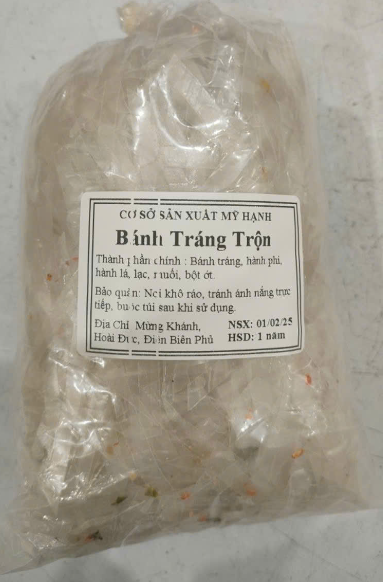 CƠ SỞ SẢN XUẤT MỸ HẠNH
Bánh Tráng Trộn
Thành phần chính : Bánh tráng, hành phi,
hành lá, lạc, muối, bột ớt.
Bảo quản: Nơi khô ráo, tránh ánh nắng trực
tiếp, buộc túi sau khi sử dụng.
Địa Chỉ Mừng Khánh, NSX: 01/02/25
Hoài Đức, Điện Biên Phủ HSD: 1 năm